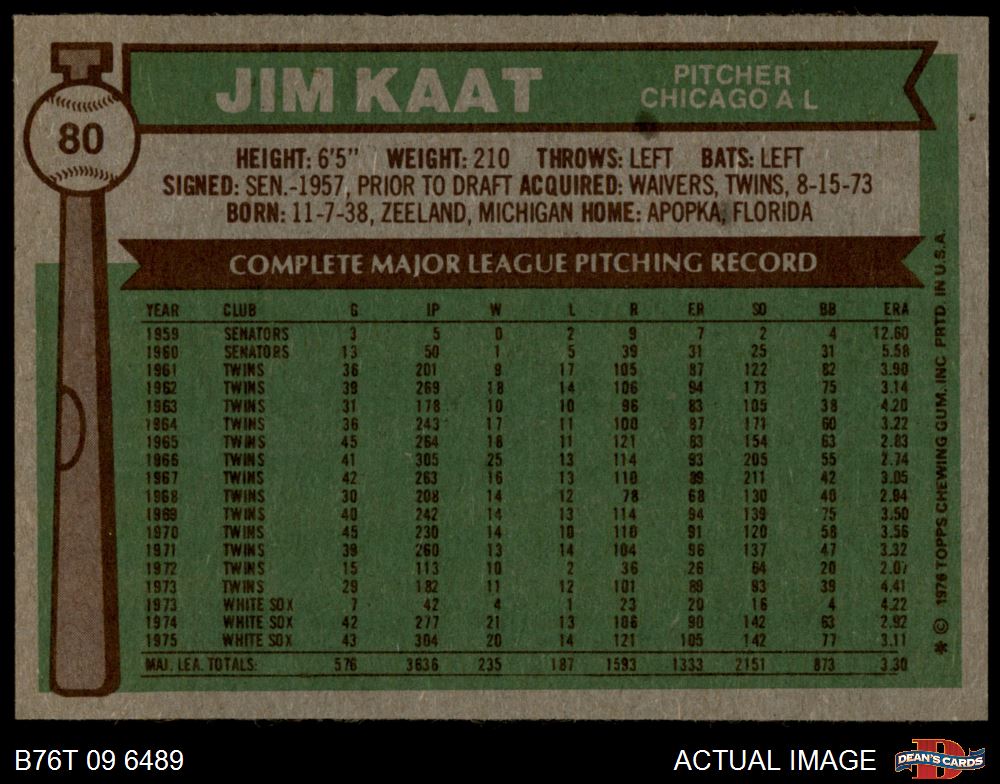 80
JIM KAAT
PITCHER
CHICAGO A L
HEIGHT: 6'5" WEIGHT: 210 THROWS: LEFT BATS: LEFT
SIGNED: SEN.-1957, PRIOR TO DRAFT ACQUIRED: WAIVERS, TWINS, 8-15-73
BORN: 11-7-38, ZEELAND, MICHIGAN HOME: APOPKA, FLORIDA
COMPLETE MAJOR LEAGUE PITCHING RECORD
YEAR CLUB G IP W L R ER SO BB ERA
1959 SENATORS 3 5 0 2 9 7 2 4 12.60
1960 SENATORS 13 50 1 5 39 31 25 31 5.58
1961 TWINS 36 201 9 17 105 87 122 82 3.90
1962 TWINS 39 269 18 14 106 94 173 75 3.14
1963 TWINS 31 178 10 10 96 83 105 38 4.20
1964 TWINS 36 243 17 11 100 87 171 60 3.22
1965 TWINS 45 264 18 11 121 83 154 63 2.83
1966 TWINS 41 305 25 13 114 93 205 55 2.74
1967 TWINS 42 263 16 13 110 89 211 42 3.05
1968 TWINS 30 208 14 12 78 68 130 40 2.94
1969 TWINS 40 242 14 13 114 94 139 75 3.50
1970 TWINS 45 230 14 10 110 91 120 58 3.56
1971 TWINS 39 260 13 14 104 96 137 47 3.32
1972 TWINS 15 113 10 2 36 26 64 20 2.07
1973 TWINS 29 182 11 12 101 89 93 39 4.41
1973 WHITE SOX 7 42 4 1 23 20 16 4 4.22
1974 WHITE SOX 42 277 21 13 106 90 142 63 2.92
1975 WHITE SOX 43 304 20 14 121 105 142 77 3.11
MAJ. LEA. TOTALS: 576 3636 235 187 1593 1333 2151 873 3.30
* © 1976 TOPPS CHEWING GUM, INC. PRTD. IN U.S.A.
B76T 09 6489
ACTUAL IMAGE
D
DEAN'S CARDS